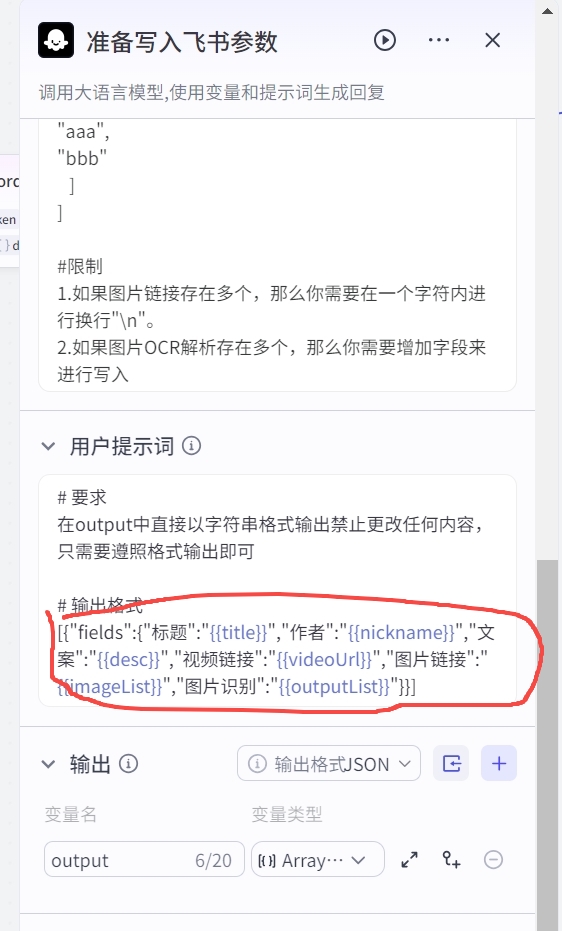 准备写入飞书参数
调用大语言模型,使用变量和提示词生成回复
"aaa",
"bbb"
]
]
#限制
1.如果图片链接存在多个，那么你需要在一个字符内进
行换行"\n"。
2.如果图片OCR解析存在多个，那么你需要增加字段来
进行写入
用户提示词
# 要求
在output中直接以字符串格式输出禁止更改任何内容，
只需要遵照格式输出即可
# 输出格式
[{"fields":{"标题":"{{title}}","作者":"{{nickname}}","文
案":"{{desc}}","视频链接":"{{videoUrl}}","图片链接":"
{{imageList}}","图片识别":"{{outputList}}"}}]
输出
输出格式JSON
变量名 变量类型
output 6/20 Array···